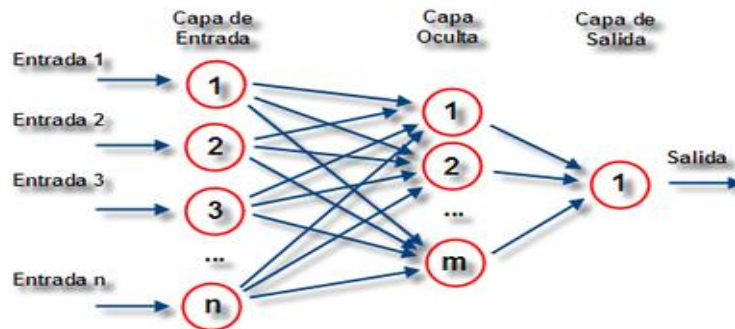 Capa de
Entrada
Capa
Oculta
Capa de
Salida
Entrada 1
Entrada 2
Entrada 3
Entrada n
1
2
3
...
n
1
2
...
m
1
Salida